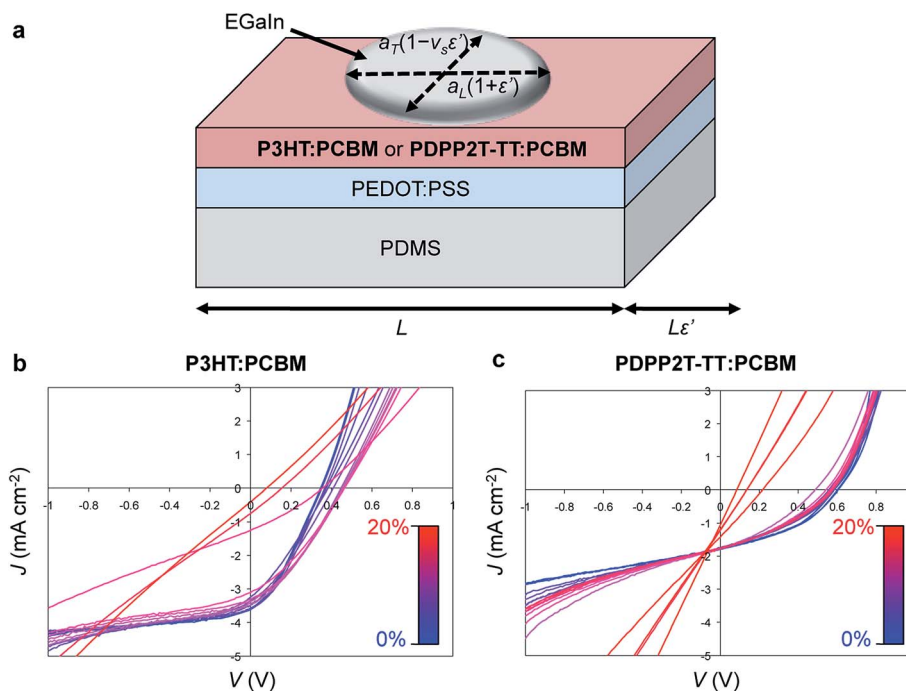 a
EGaIn
a_T(1−ν_sε')
a_L(1+ε')
P3HT:PCBM or PDPP2T-TT:PCBM
PEDOT:PSS
PDMS
L
Lε'
b
P3HT:PCBM
c
PDPP2T-TT:PCBM
3
2
1
0
-1
-2
-3
-4
-5
-1
-0.8
-0.6
-0.4
-0.2
0
0.2
0.4
0.6
0.8
1
J (mA cm⁻²)
V (V)
20%
0%
3
2
1
0
-1
-2
-3
-4
-5
-1
-0.8
-0.6
-0.4
-0.2
0
0.2
0.4
0.6
0.8
J (mA cm⁻²)
V (V)
20%
0%